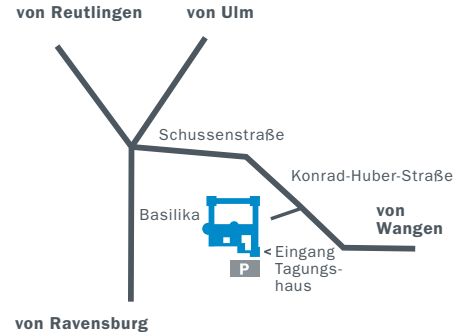 von Reutlingen
von Ulm
Schussenstraße
Konrad-Huber-Straße
Basilika
von
Wangen
< Eingang
Tagungs-
haus
P
von Ravensburg